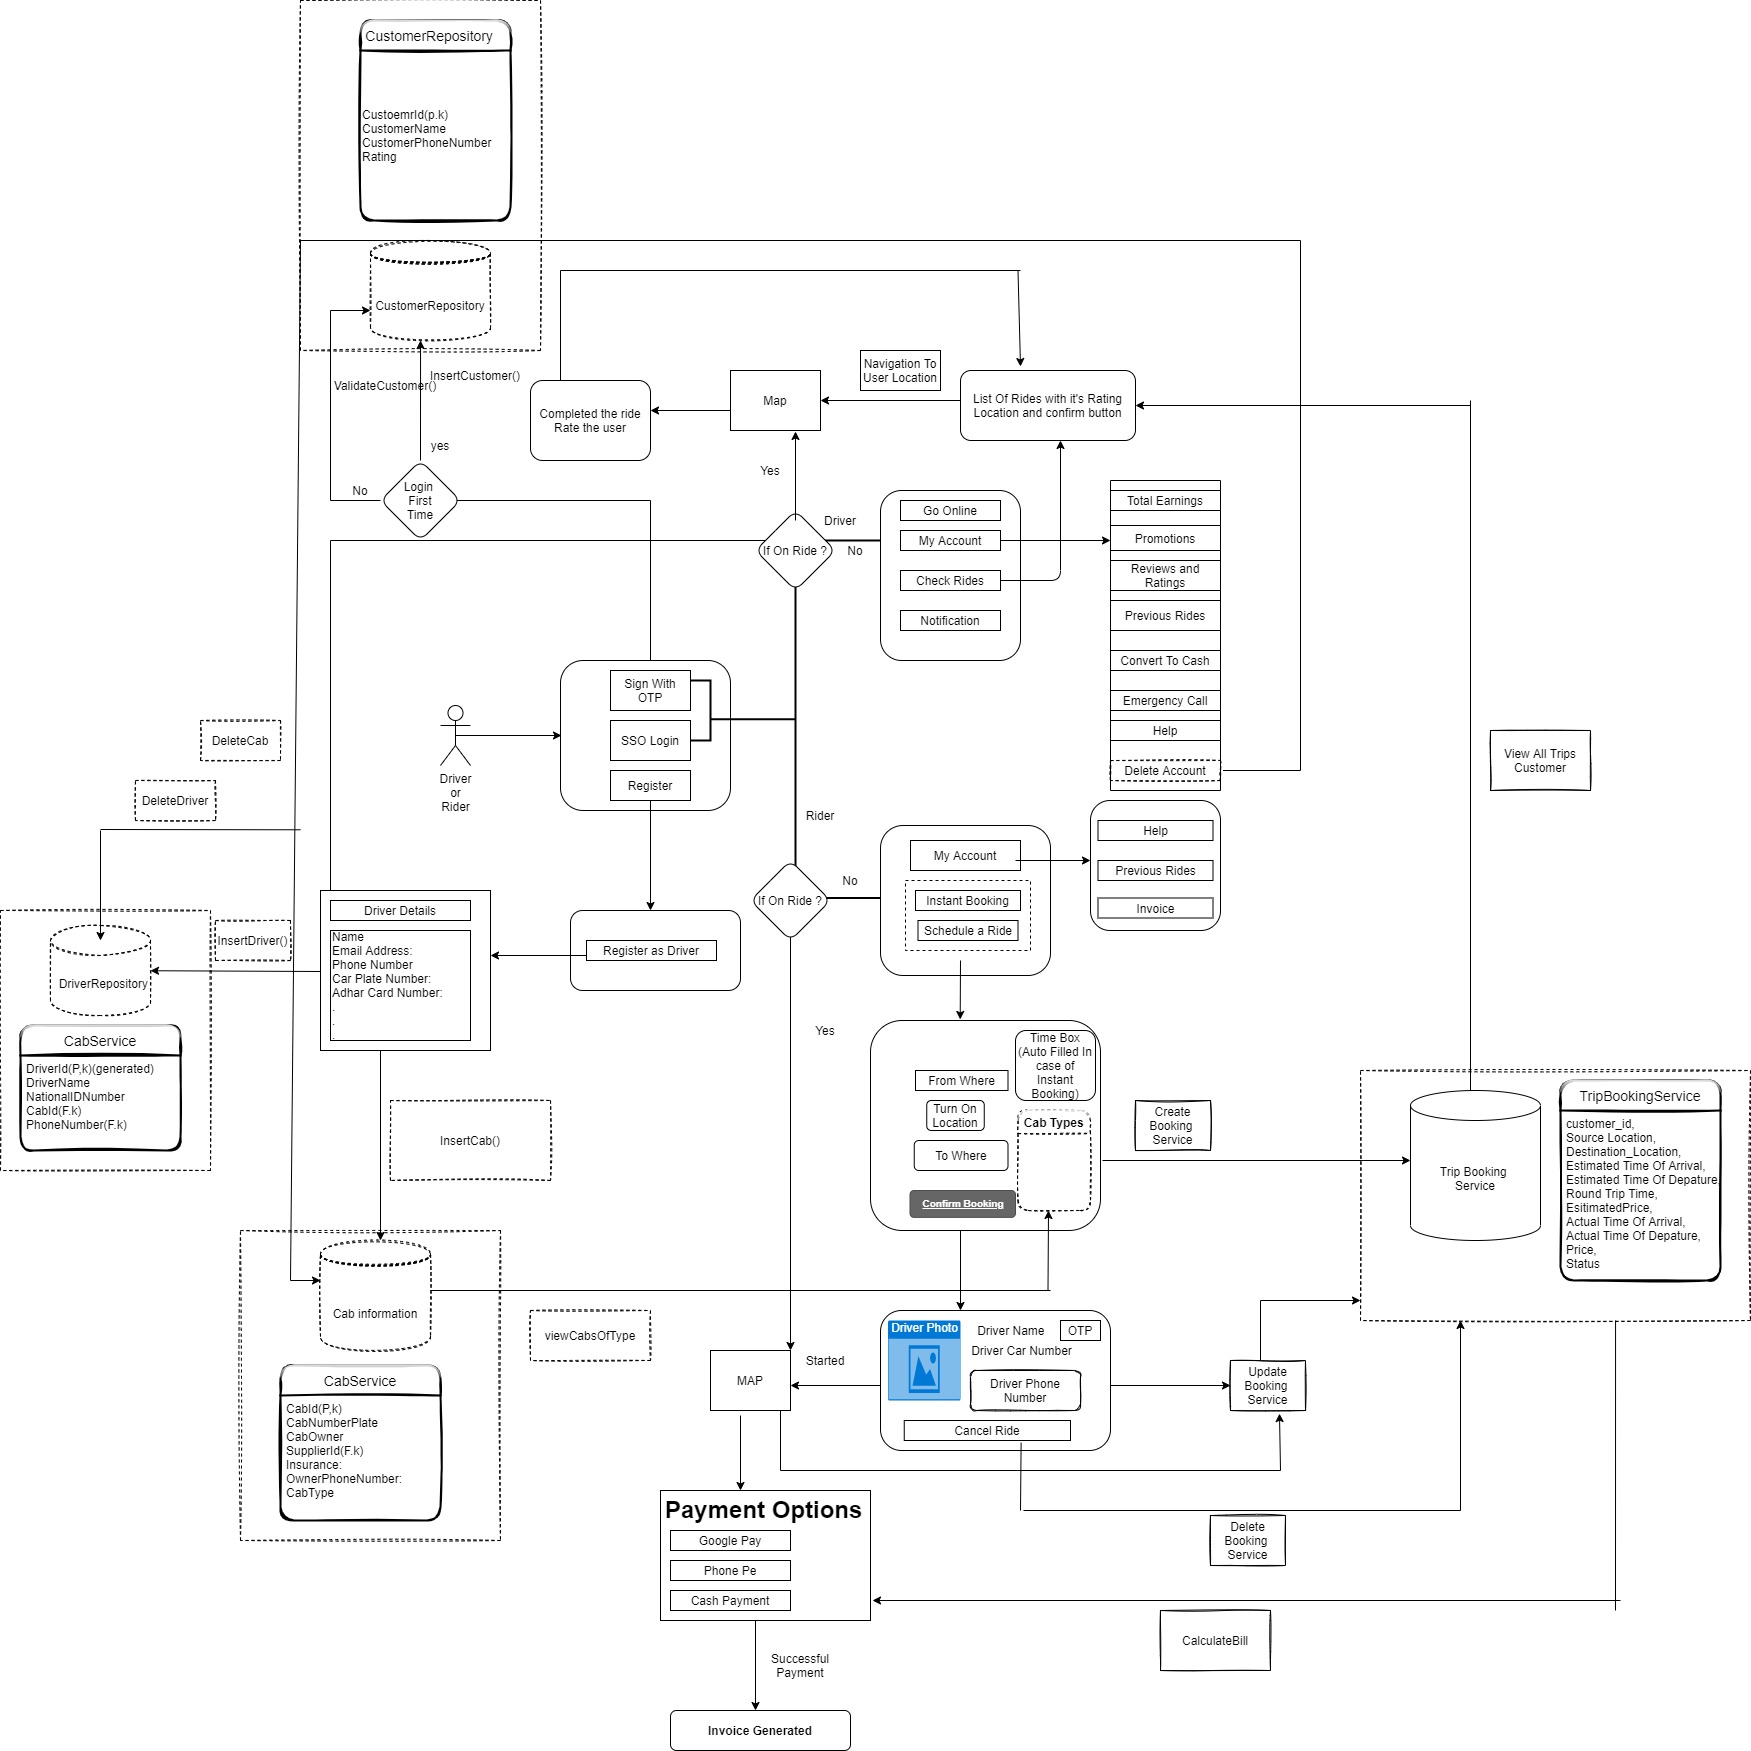 CustomerRepository
CustoemrId(p.k)
CustomerName
CustomerPhoneNumber
Rating
CustomerRepository
ValidateCustomer()
InsertCustomer()
yes
No
Login
First
Time
Completed the ride
Rate the user
Map
Navigation To
User Location
List Of Rides with it's Rating
Location and confirm button
Yes
If On Ride ?
Driver
No
Go Online
My Account
Check Rides
Notification
Total Earnings
Promotions
Reviews and
Ratings
Previous Rides
Convert To Cash
Emergency Call
Help
Delete Account
Sign With
OTP
SSO Login
Register
Driver
or
Rider
DeleteCab
DeleteDriver
View All Trips
Customer
Rider
If On Ride ?
No
My Account
Instant Booking
Schedule a Ride
Help
Previous Rides
Invoice
Driver Details
Name
Email Address:
Phone Number
Car Plate Number:
Adhar Card Number:
.
.
.
Register as Driver
InsertDriver()
DriverRepository
CabService
DriverId(P,k)(generated)
DriverName
NationalIDNumber
CabId(F.k)
PhoneNumber(F.k)
Yes
Time Box
(Auto Filled In
case of
Instant
Booking)
From Where
Turn On
Location
Cab Types
To Where
Confirm Booking
Create
Booking
Service
Trip Booking
Service
TripBookingService
customer_id,
Source Location,
Destination_Location,
Estimated Time Of Arrival,
Estimated Time Of Depature,
Round Trip Time,
EsitimatedPrice,
Actual Time Of Arrival,
Actual Time Of Depature,
Price,
Status
InsertCab()
Cab information
viewCabsOfType
CabService
CabId(P,k)
CabNumberPlate
CabOwner
SupplierId(F.k)
Insurance:
OwnerPhoneNumber:
CabType
MAP
Started
Driver Photo
Driver Name
OTP
Driver Car Number
Driver Phone
Number
Cancel Ride
Update
Booking
Service
Payment Options
Google Pay
Phone Pe
Cash Payment
Delete
Booking
Service
CalculateBill
Successful
Payment
Invoice Generated